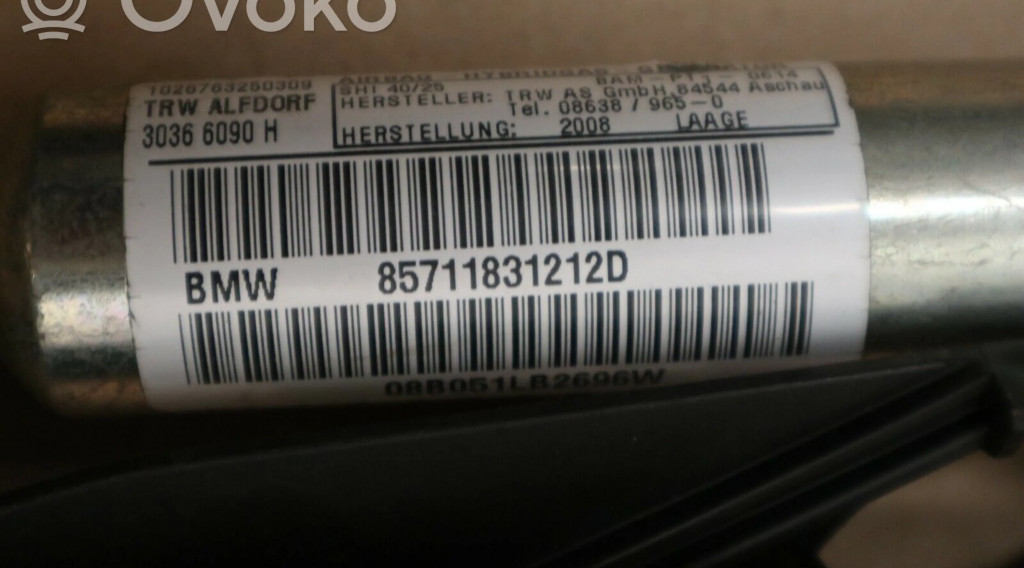 Ovoko
1026763260309
TRW ALFDORF
3036 6090 H
AIRBAG HYBRIDGAS GENERATOR
SHI 40/25 BAM-PT1-0614
HERSTELLER: TRW AS GmbH, 84544 Aschau
Tel. 08638 / 965-0
HERSTELLUNG: 2008 LAAGE
BMW 85711831212D
08B051LB2696W